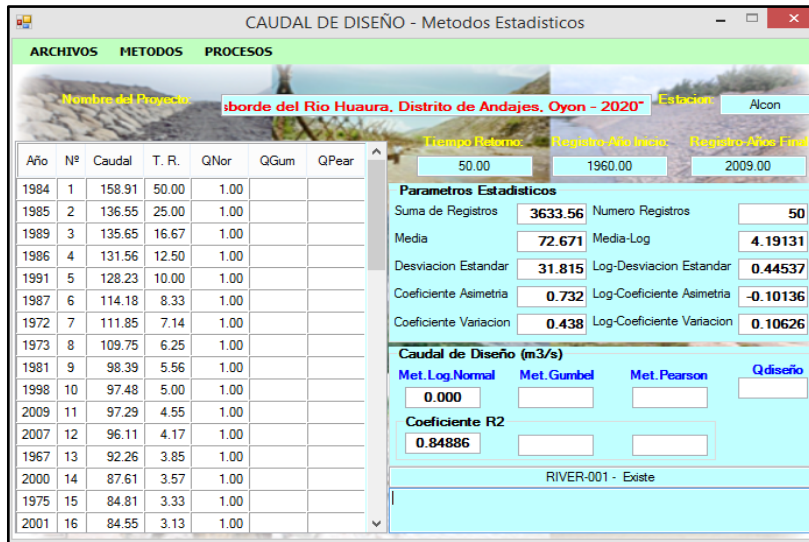 CAUDAL DE DISEÑO - Metodos Estadisticos
ARCHIVOS METODOS PROCESOS
Nombre del Proyecto: sborde del Rio Huaura, Distrito de Andajes, Oyon - 2020" Estacion: Alcon
Tiempo Retorno: Registro-Año Inicio: Registro-Años Final
50.00 1960.00 2009.00
Año Nº Caudal T. R. QNor QGum QPear
1984 1 158.91 50.00 1.00
1985 2 136.55 25.00 1.00
1989 3 135.65 16.67 1.00
1986 4 131.56 12.50 1.00
1991 5 128.23 10.00 1.00
1987 6 114.18 8.33 1.00
1972 7 111.85 7.14 1.00
1973 8 109.75 6.25 1.00
1981 9 98.39 5.56 1.00
1998 10 97.48 5.00 1.00
2009 11 97.29 4.55 1.00
2007 12 96.11 4.17 1.00
1967 13 92.26 3.85 1.00
2000 14 87.61 3.57 1.00
1975 15 84.81 3.33 1.00
2001 16 84.55 3.13 1.00
Parametros Estadisticos
Suma de Registros 3633.56 Numero Registros 50
Media 72.671 Media-Log 4.19131
Desviacion Estandar 31.815 Log-Desviacion Estandar 0.44537
Coeficiente Asimetria 0.732 Log-Coeficiente Asimetria -0.10136
Coeficiente Variacion 0.438 Log-Coeficiente Variacion 0.10626
Caudal de Diseño (m3/s)
Met.Log.Normal Met.Gumbel Met.Pearson Qdiseño
0.000
Coeficiente R2
0.84886
RIVER-001 - Existe